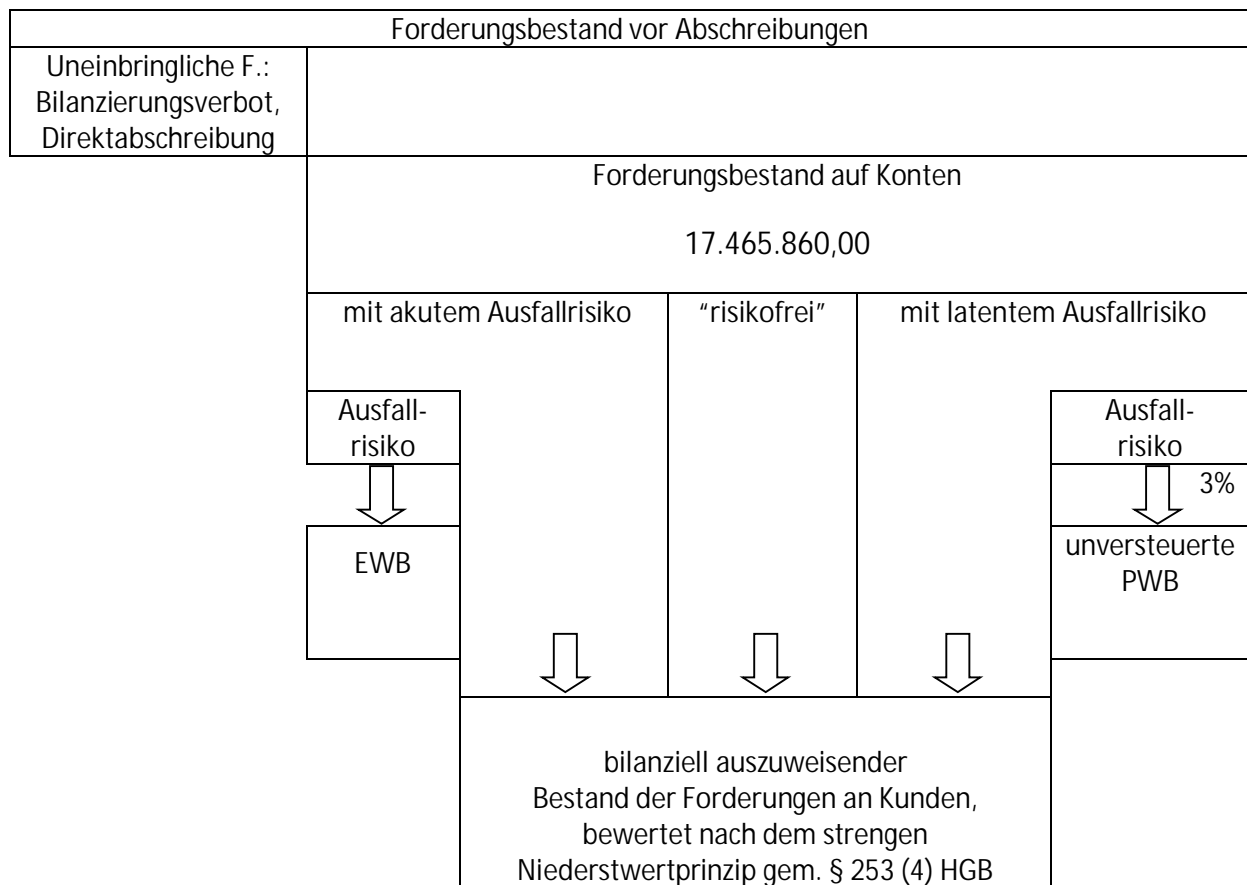 Forderungsbestand vor Abschreibungen
Uneinbringliche F.:
Bilanzierungsverbot,
Direktabschreibung
Forderungsbestand auf Konten
17.465.860,00
mit akutem Ausfallrisiko
"risikofrei"
mit latentem Ausfallrisiko
Ausfall-
risiko
Ausfall-
risiko
3%
EWB
unversteuerte
PWB
bilanziell auszuweisender
Bestand der Forderungen an Kunden,
bewertet nach dem strengen
Niederstwertprinzip gem. § 253 (4) HGB